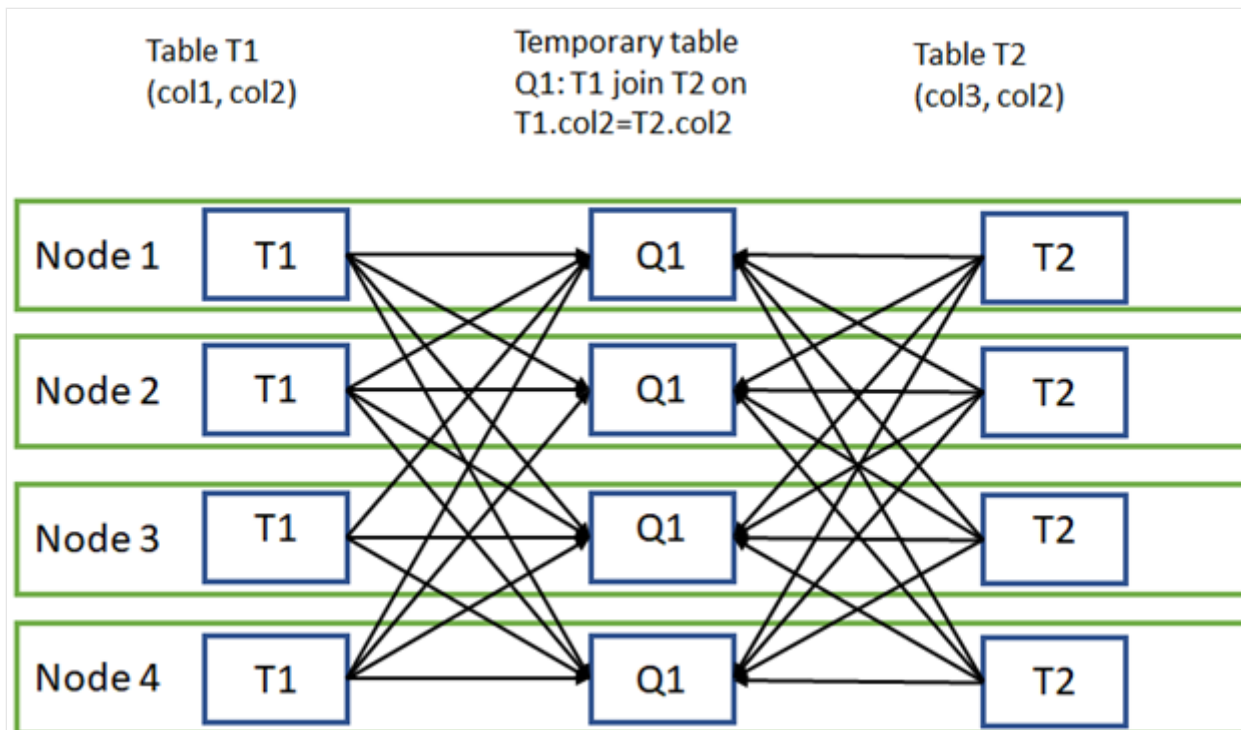 Table T1
(col1, col2)
Temporary table
Q1: T1 join T2 on
T1.col2=T2.col2
Table T2
(col3, col2)
Node 1
T1
Q1
T2
Node 2
T1
Q1
T2
Node 3
T1
Q1
T2
Node 4
T1
Q1
T2